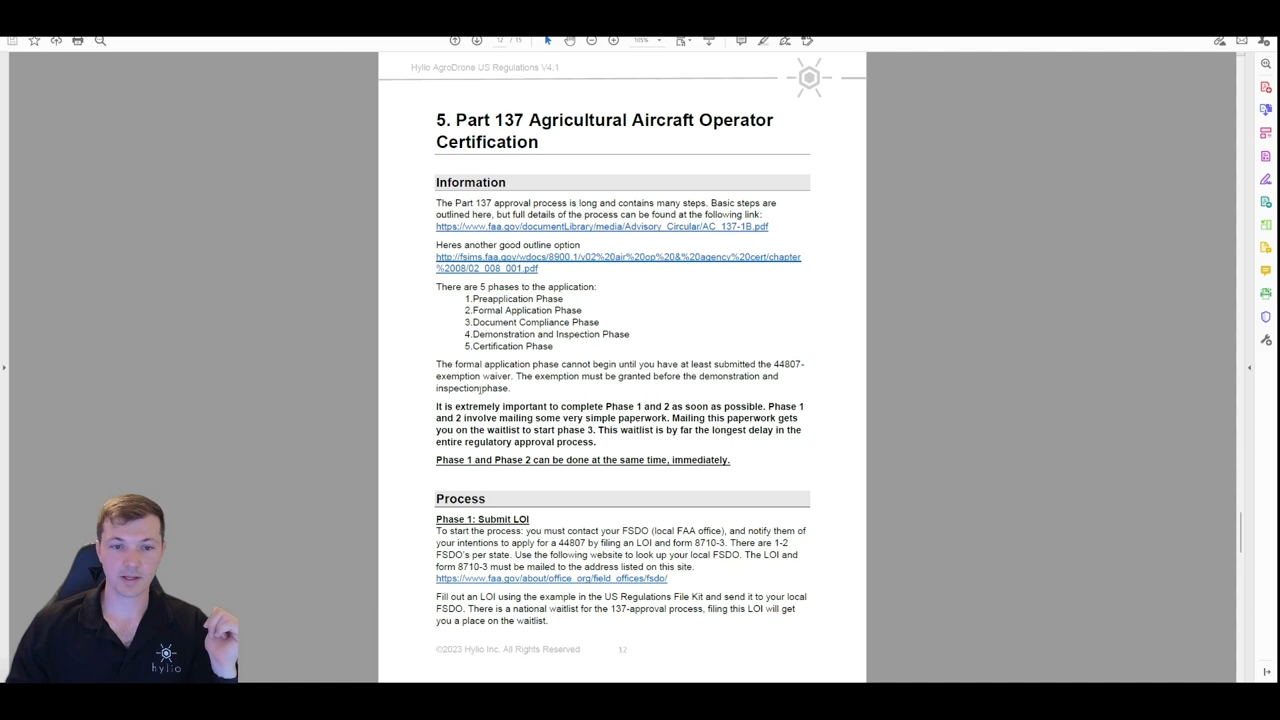 12 / 15
105%
Hylio AgroDrone US Regulations V4.1
5. Part 137 Agricultural Aircraft Operator
Certification
Information
The Part 137 approval process is long and contains many steps. Basic steps are
outlined here, but full details of the process can be found at the following link:
https://www.faa.gov/documentLibrary/media/Advisory_Circular/AC_137-1B.pdf
Heres another good outline option
http://fsims.faa.gov/wdocs/8900.1/v02%20air%20op%20&%20agency%20cert/chapter
%2008/02_008_001.pdf
There are 5 phases to the application:
1.Preapplication Phase
2.Formal Application Phase
3.Document Compliance Phase
4.Demonstration and Inspection Phase
5.Certification Phase
The formal application phase cannot begin until you have at least submitted the 44807-
exemption waiver. The exemption must be granted before the demonstration and
inspection phase.
It is extremely important to complete Phase 1 and 2 as soon as possible. Phase 1
and 2 involve mailing some very simple paperwork. Mailing this paperwork gets
you on the waitlist to start phase 3. This waitlist is by far the longest delay in the
entire regulatory approval process.
Phase 1 and Phase 2 can be done at the same time, immediately.
Process
Phase 1: Submit LOI
To start the process: you must contact your FSDO (local FAA office), and notify them of
your intentions to apply for a 44807 by filing an LOI and form 8710-3. There are 1-2
FSDO's per state. Use the following website to look up your local FSDO. The LOI and
form 8710-3 must be mailed to the address listed on this site.
https://www.faa.gov/about/office_org/field_offices/fsdo/
Fill out an LOI using the example in the US Regulations File Kit and send it to your local
FSDO. There is a national waitlist for the 137-approval process, filing this LOI will get
you a place on the waitlist.
©2023 Hylio Inc. All Rights Reserved 12
hylio